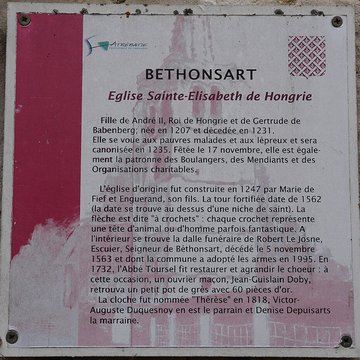 ATREBATIE
BETHONSART
Eglise Sainte-Elisabeth de Hongrie
Fille de André II, Roi de Hongrie et de Gertrude de
Babenberg; née en 1207 et décédée en 1231.
Elle se voue aux pauvres malades et aux lépreux et sera
canonisée en 1235. Fêtée le 17 novembre, elle est égale-
ment la patronne des Boulangers, des Mendiants et des
Organisations charitables.
L'église d'origine fut construite en 1247 par Marie de
Fief et Enguerand, son fils. La tour fortifiée date de 1562
(la date se trouve au dessus d'une niche de saint). La
flèche est dite "à crochets" : chaque crochet représente
une tête d'animal ou d'homme parfois fantastique. A
l'intérieur se trouve la dalle funéraire de Robert Le Josne,
Escuier, Seigneur de Béthonsart, décédé le 5 novembre
1563 et dont la commune a adopté les armes en 1995. En
1732, l'Abbé Toursel fit restaurer et agrandir le choeur : à
cette occasion, un ouvrier maçon, Jean-Guislain Doby,
retrouva un petit pot de grès avec 60 pièces d'or.
La cloche fut nommée "Thérèse" en 1818, Victor-
Auguste Duquesnoy en est le parrain et Denise Depuisarts
la marraine.